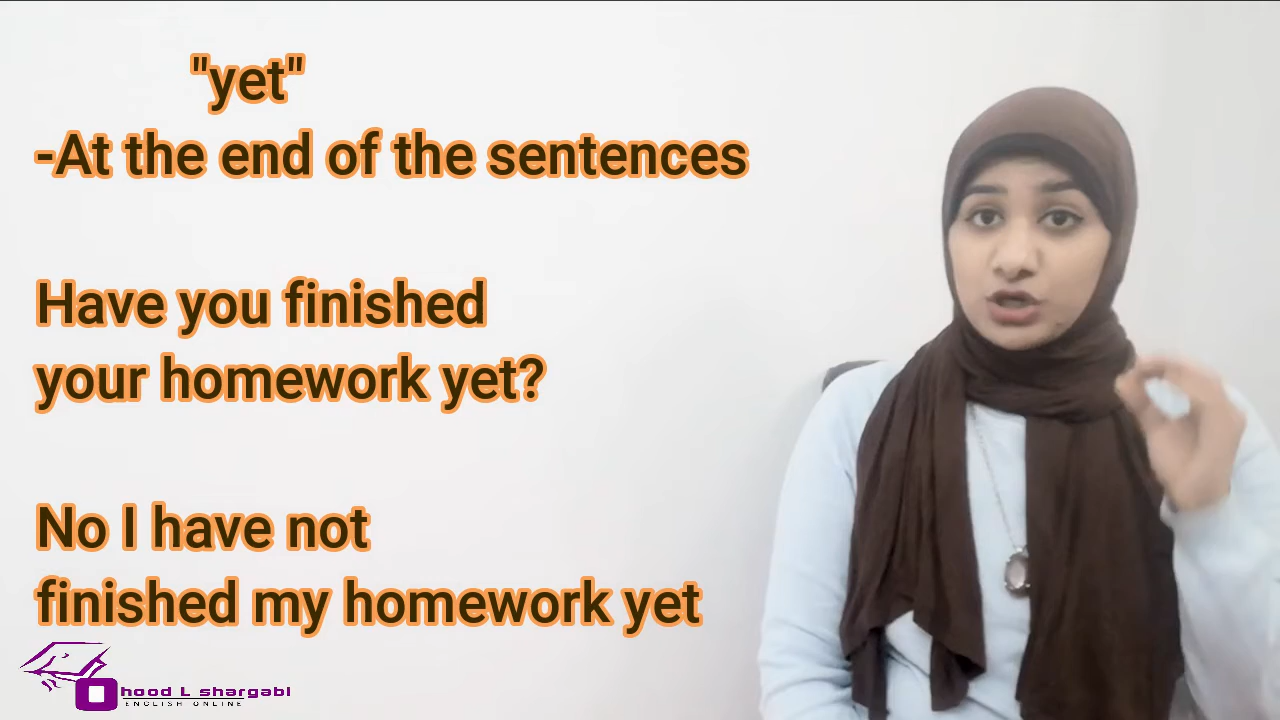 "yet"
-At the end of the sentences
Have you finished
your homework yet?
No I have not
finished my homework yet
Ohood L shargabi
ENGLISH ONLINE